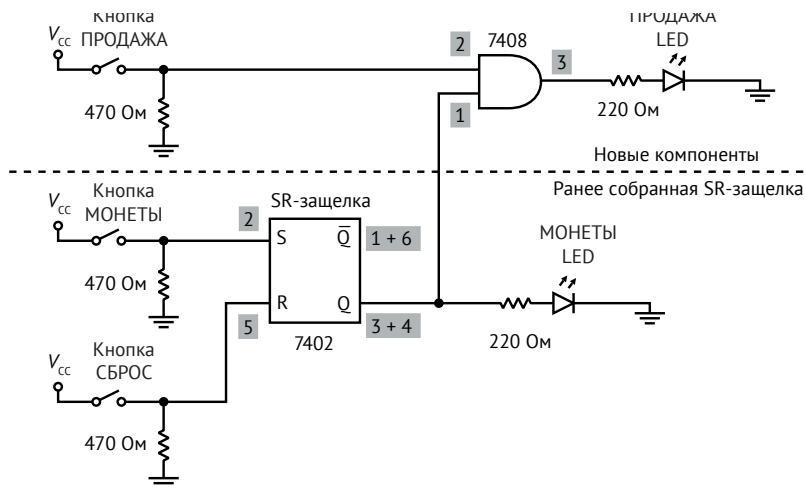 Кнопка
ПРОДАЖА
V_CC
470 Ом
2
1
7408
3
ПРОДАЖА
LED
220 Ом
Новые компоненты
Ранее собранная SR-защелка
Кнопка
МОНЕТЫ
V_CC
470 Ом
SR-защелка
2
S
Q̅
1 + 6
R
Q
5
3 + 4
7402
МОНЕТЫ
LED
220 Ом
Кнопка
СБРОС
V_CC
470 Ом